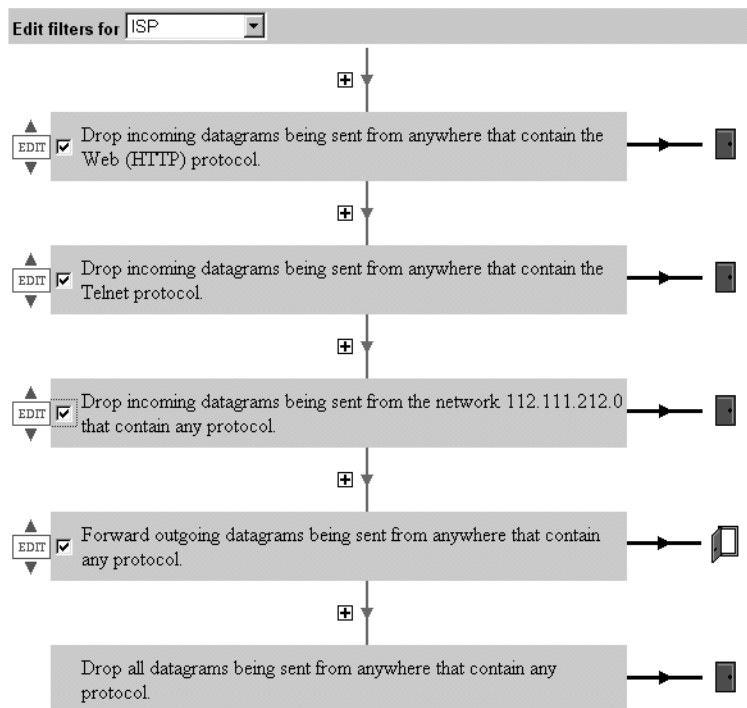 Edit filters for ISP
EDIT
Drop incoming datagrams being sent from anywhere that contain the
Web (HTTP) protocol.
EDIT
Drop incoming datagrams being sent from anywhere that contain the
Telnet protocol.
EDIT
Drop incoming datagrams being sent from the network 112.111.212.0
that contain any protocol.
EDIT
Forward outgoing datagrams being sent from anywhere that contain
any protocol.
Drop all datagrams being sent from anywhere that contain any
protocol.